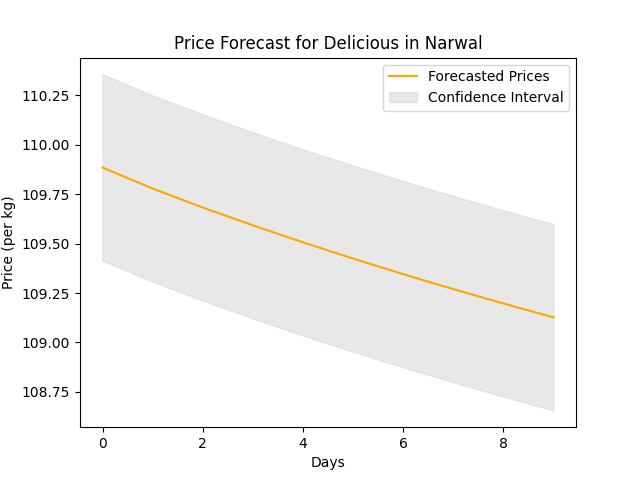 Price Forecast for Delicious in Narwal
Forecasted Prices
Confidence Interval
Price (per kg)
110.25
110.00
109.75
109.50
109.25
109.00
108.75
0 2 4 6 8
Days